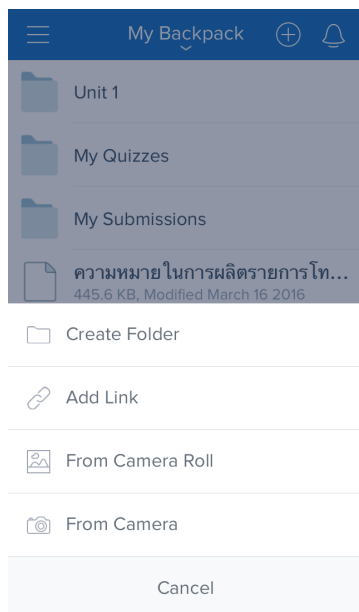 My Backpack
Unit 1
My Quizzes
My Submissions
ความหมายในการผลิตรายการโท...
445.6 KB, Modified March 16 2016
Create Folder
Add Link
From Camera Roll
From Camera
Cancel